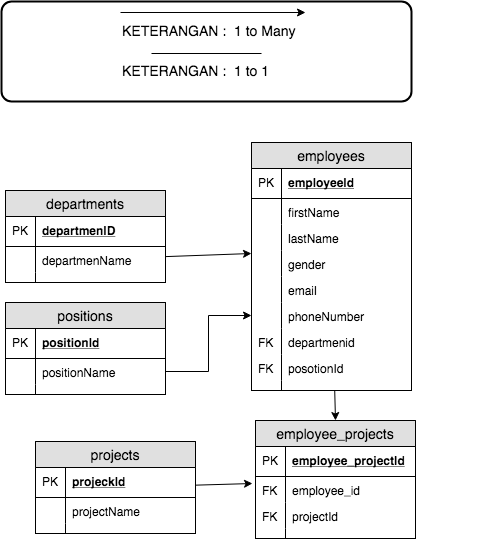 KETERANGAN : 1 to Many
KETERANGAN : 1 to 1
employees
PK employeeId
firstName
lastName
gender
email
phoneNumber
FK departmenid
FK posotionId
departments
PK departmenID
departmenName
positions
PK positionId
positionName
employee_projects
PK employee_projectId
FK employee_id
FK projectId
projects
PK projeckId
projectName